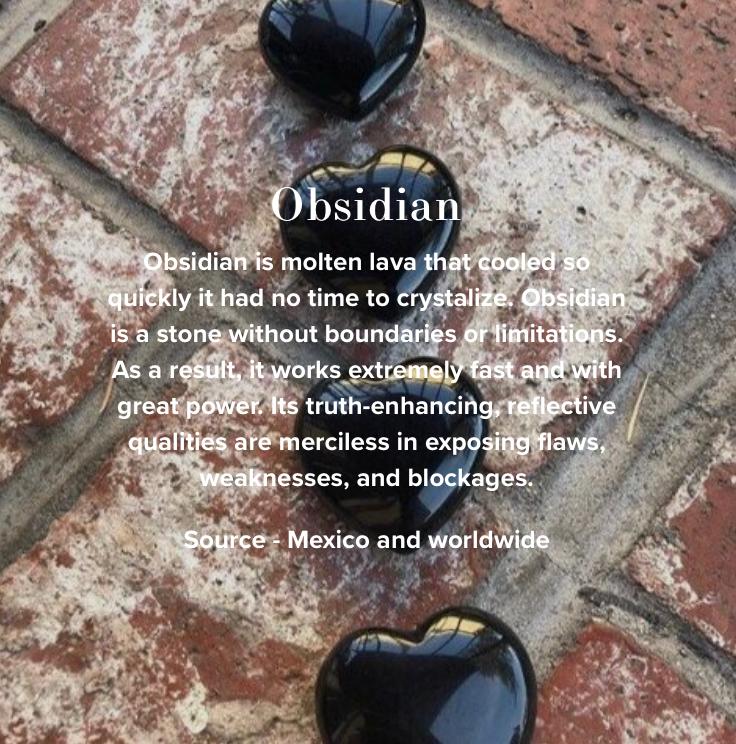 Obsidian
Obsidian is molten lava that cooled so
quickly it had no time to crystalize. Obsidian
is a stone without boundaries or limitations.
As a result, it works extremely fast and with
great power. Its truth-enhancing, reflective
qualities are merciless in exposing flaws,
weaknesses, and blockages.
Source - Mexico and worldwide